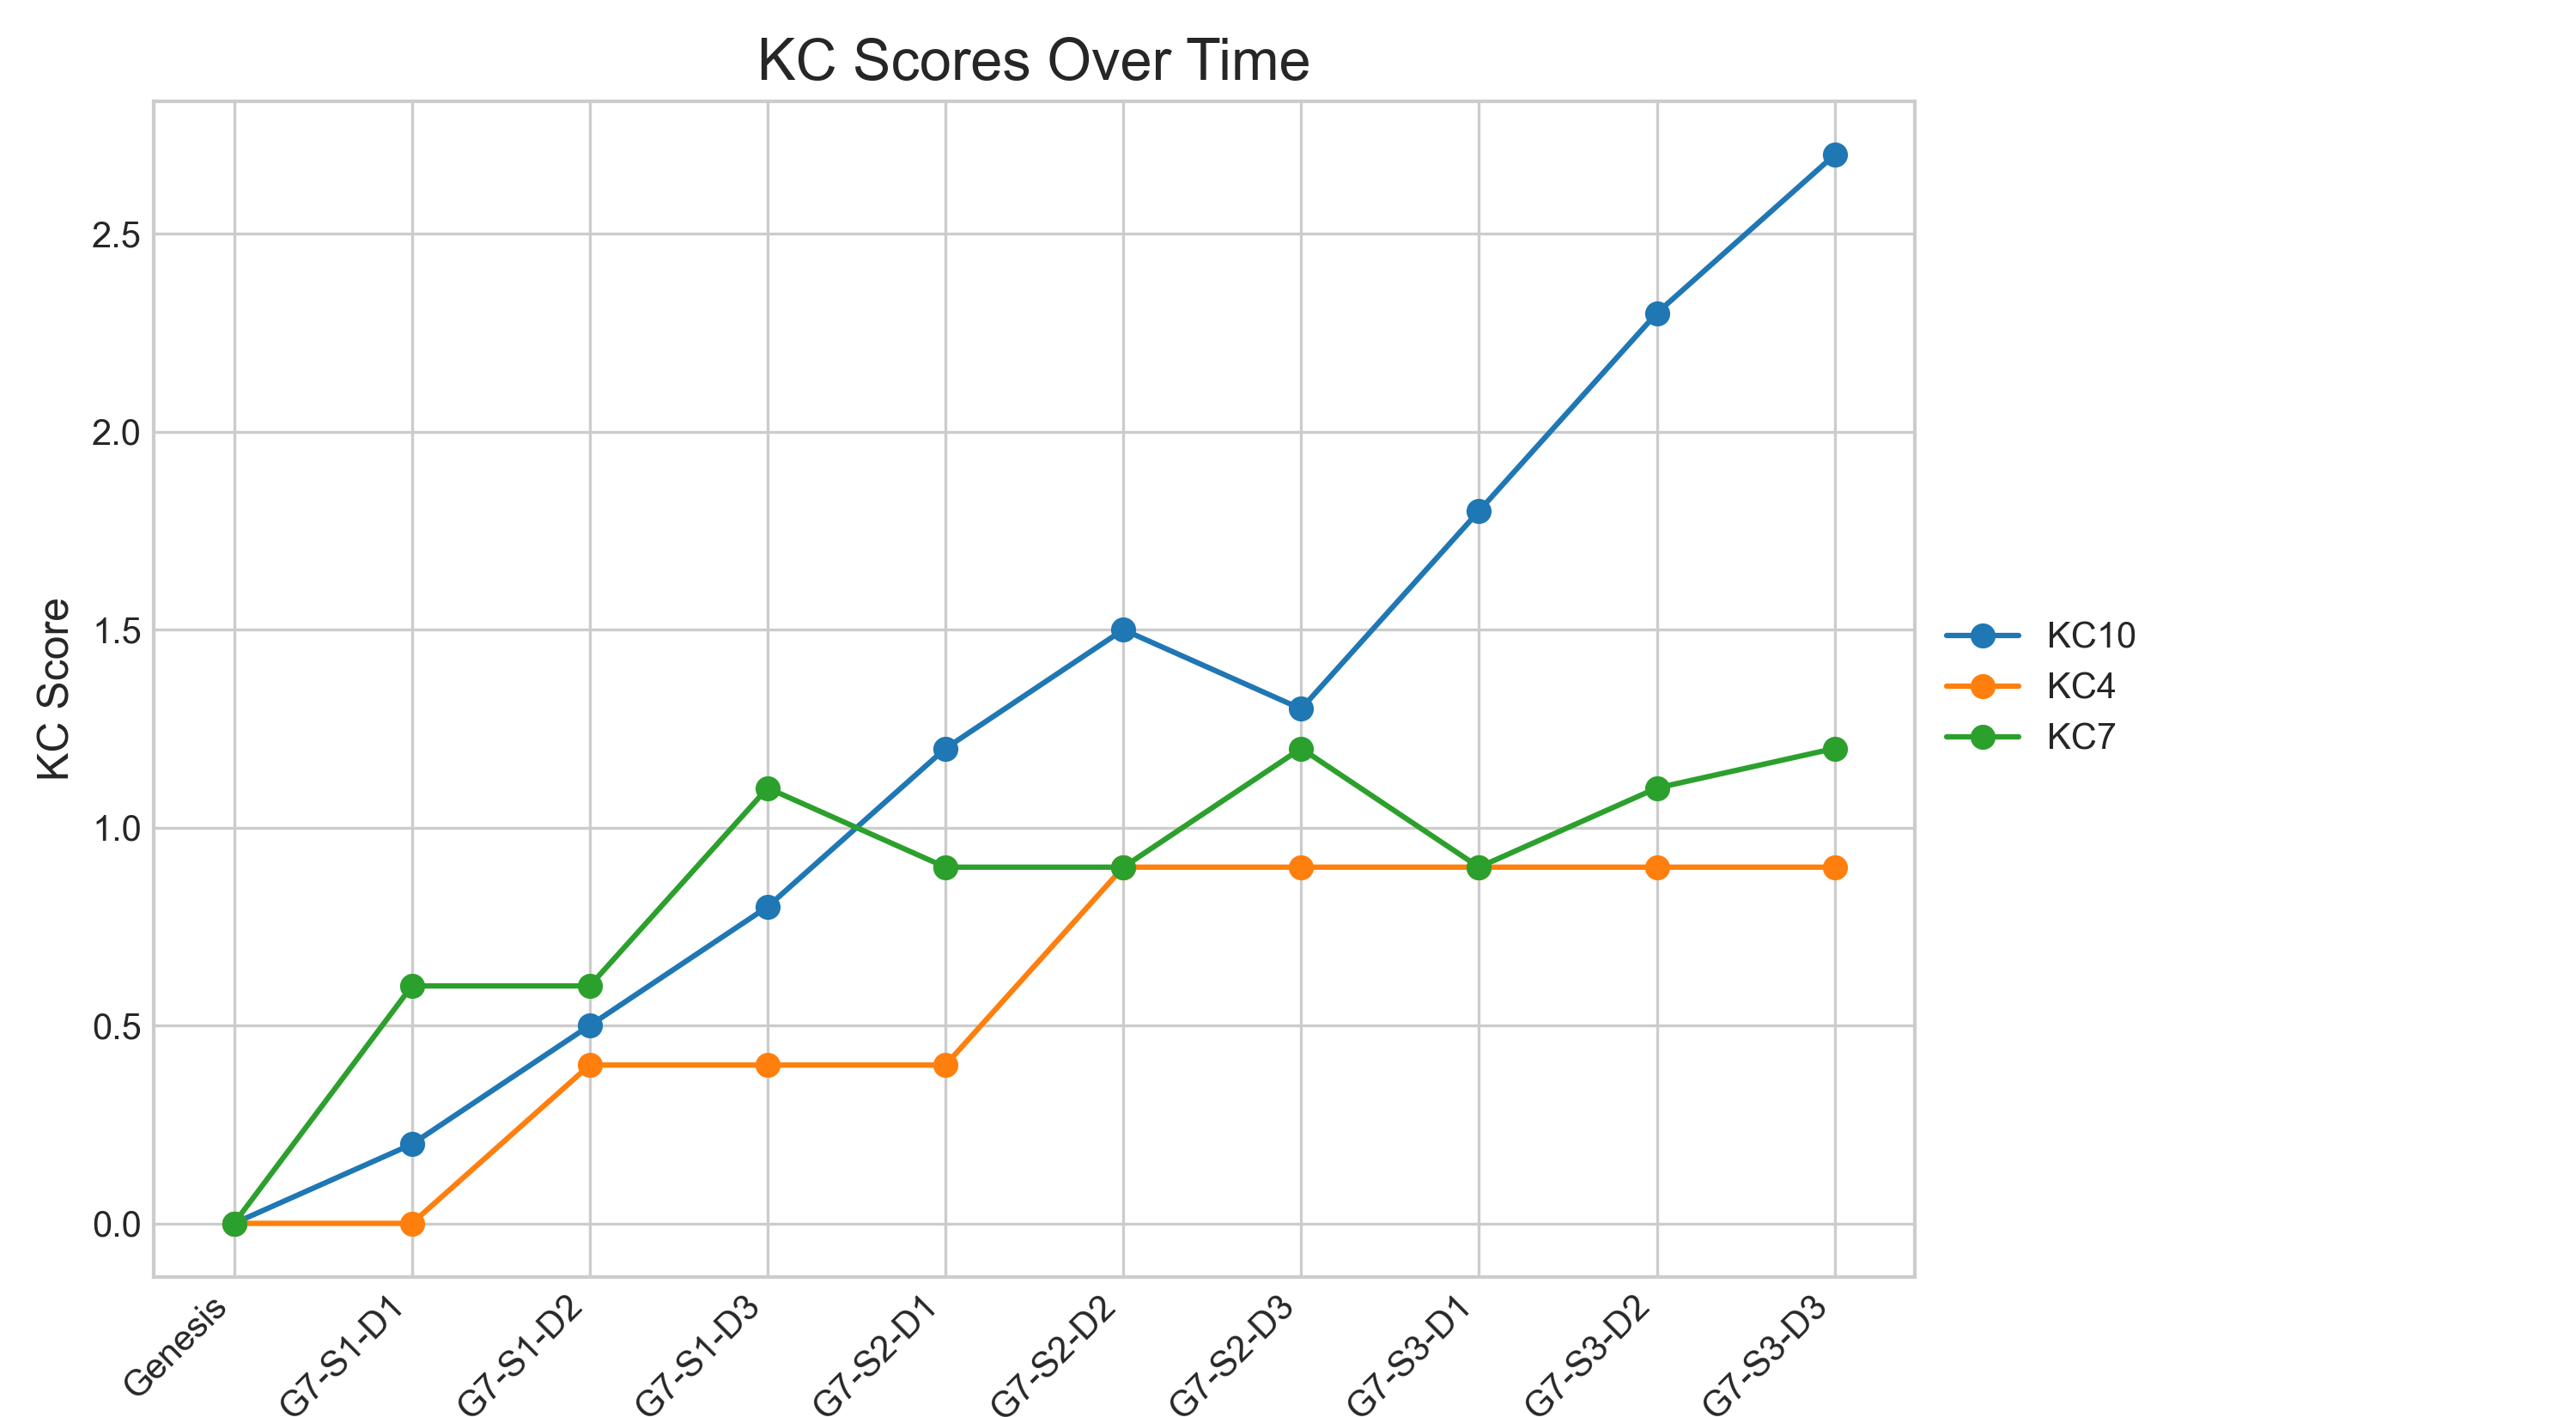 KC Scores Over Time
KC Score
2.5
2.0
1.5
1.0
0.5
0.0
Genesis
G7-S1-D1
G7-S1-D2
G7-S1-D3
G7-S2-D1
G7-S2-D2
G7-S2-D3
G7-S3-D1
G7-S3-D2
G7-S3-D3
KC10
KC4
KC7